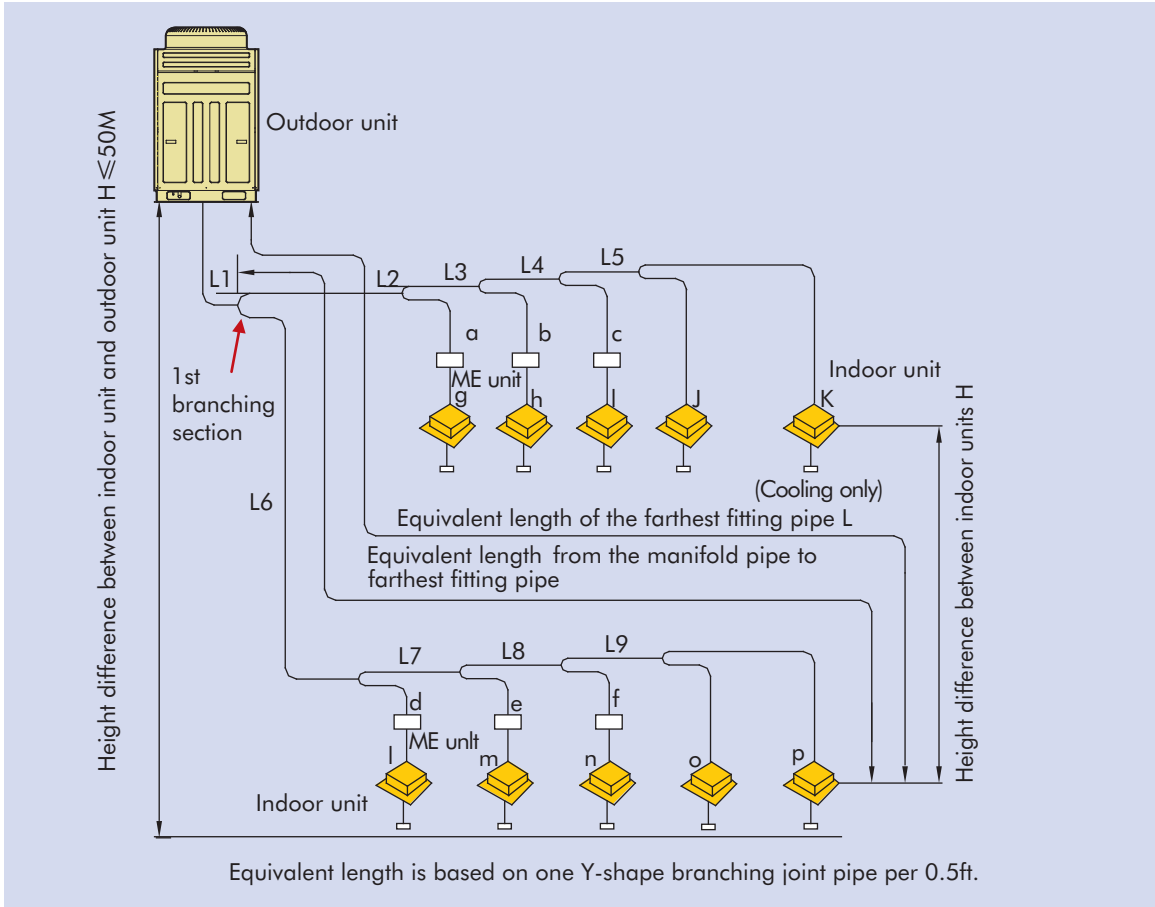 Outdoor unit
Height difference between indoor unit and outdoor unit H ≤50M
L1
L2
L3
L4
L5
1st
branching
section
a
b
c
ME unit
g
h
I
J
K
Indoor unit
(Cooling only)
Height difference between indoor units H
L6
Equivalent length of the farthest fitting pipe L
Equivalent length from the manifold pipe to
farthest fitting pipe
L7
L8
L9
d
e
f
ME unlt
l
m
n
o
p
Indoor unit
Equivalent length is based on one Y-shape branching joint pipe per 0.5ft.